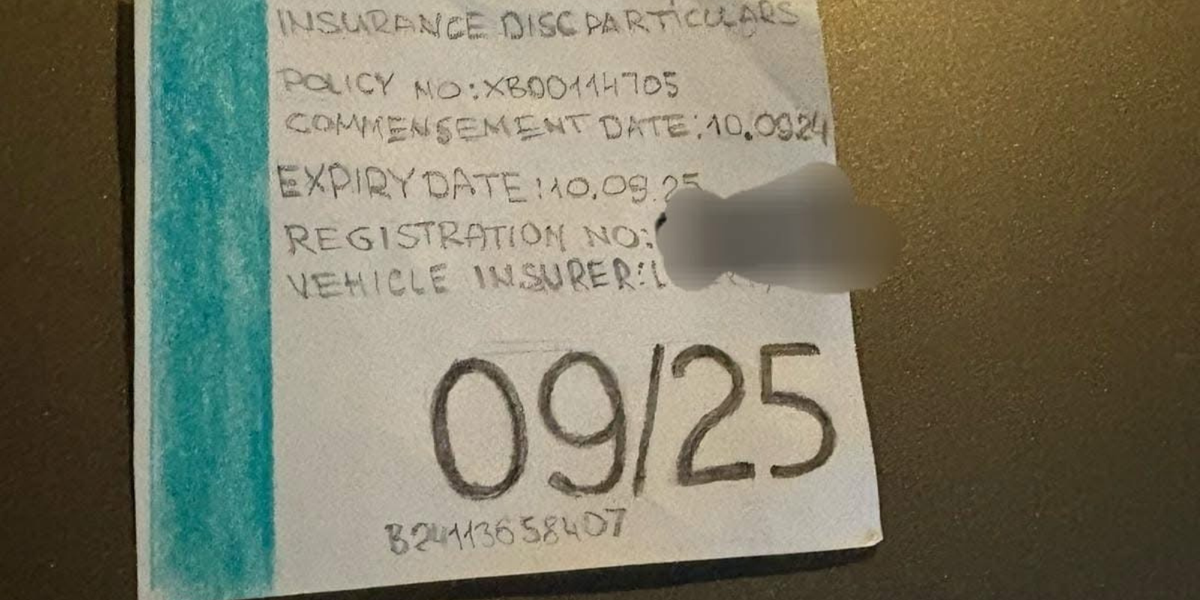 INSURANCE DISC PARTICULARS
POLICY NO: XB00114705
COMMENSEMENT DATE: 10.0924
EXPIRY DATE: 10.09.25
REGISTRATION NO:
VEHICLE INSURER:
09/25
B24113658407